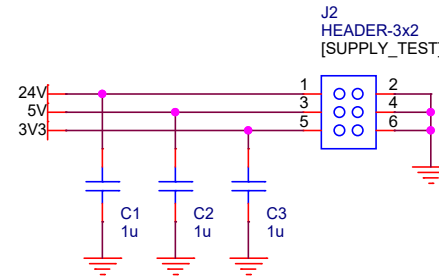 J2
HEADER-3x2
[SUPPLY_TEST]
24V 1 2
5V 3 4
3V3 5 6
C1 C2 C3
1u 1u 1u